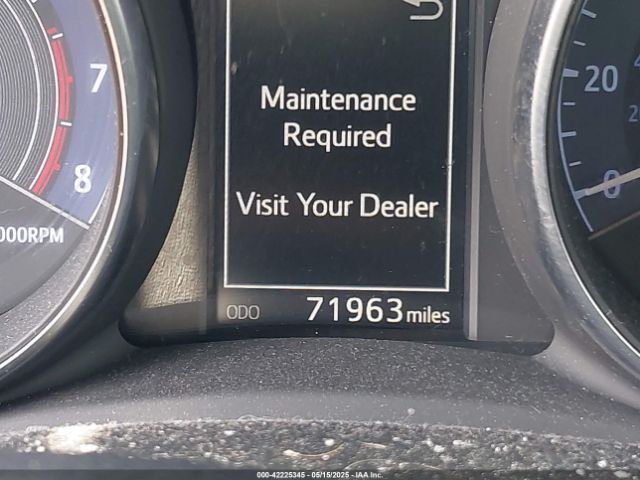 Maintenance
Required
Visit Your Dealer
ODO 71963 miles
7
8
000RPM
20
0
000-42225345 - 05/15/2025 - IAA Inc.